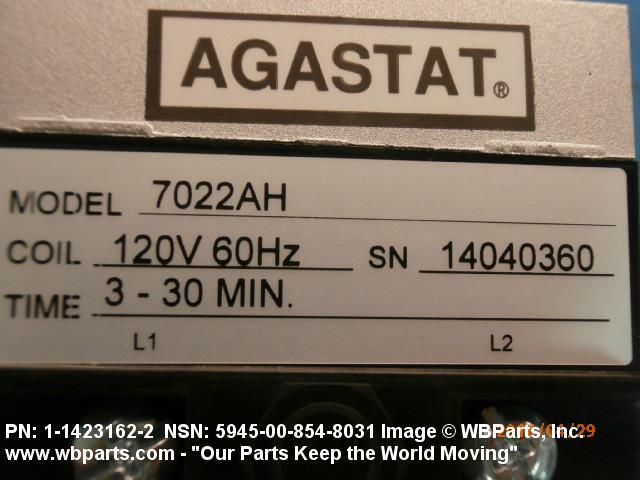 AGASTAT®
MODEL 7022AH
COIL 120V 60Hz SN 14040360
TIME 3 - 30 MIN.
L1 L2
PN: 1-1423162-2 NSN: 5945-00-854-8031 Image © WBParts, Inc.
www.wbparts.com - "Our Parts Keep the World Moving"